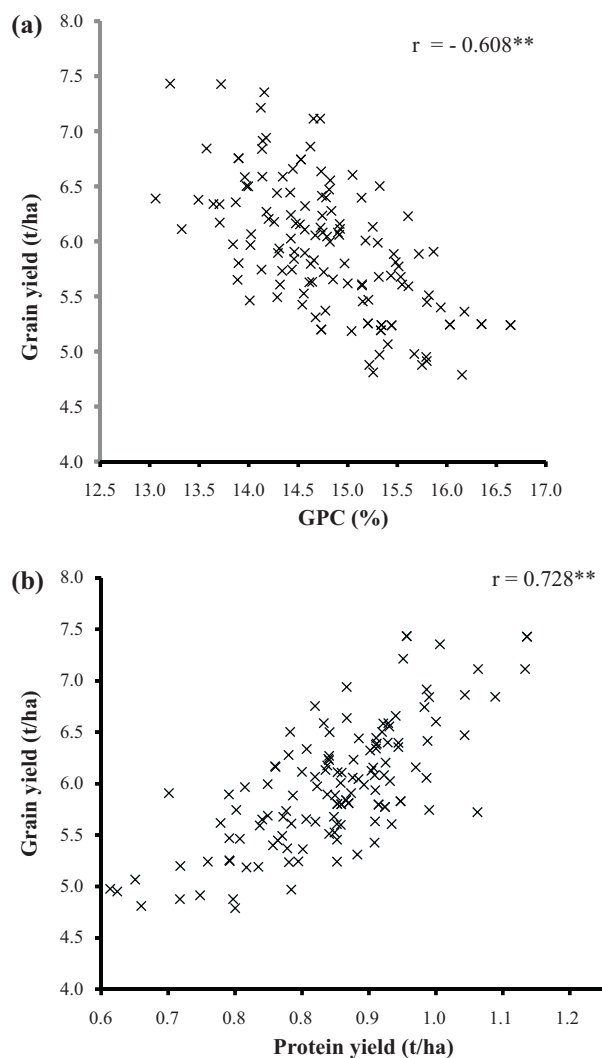 (a)
r = - 0.608**
8.0
7.5
7.0
6.5
6.0
5.5
5.0
4.5
4.0
Grain yield (t/ha)
12.5 13.0 13.5 14.0 14.5 15.0 15.5 16.0 16.5 17.0
GPC (%)
(b)
r = 0.728**
8.0
7.5
7.0
6.5
6.0
5.5
5.0
4.5
4.0
Grain yield (t/ha)
0.6 0.7 0.8 0.8 0.9 1.0 1.1 1.2
Protein yield (t/ha)